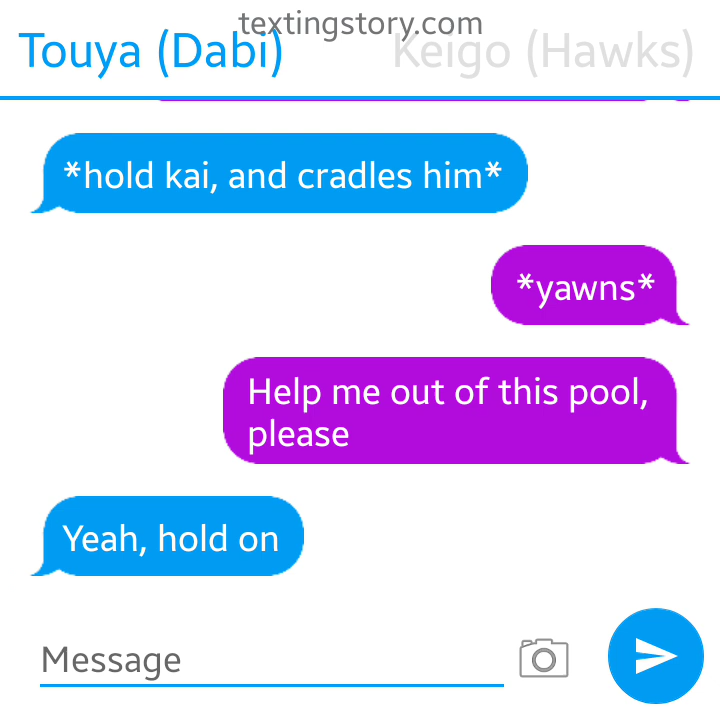 textingstory.com
Touya (Dabi) Keigo (Hawks)
*hold kai, and cradles him*
*yawns*
Help me out of this pool,
please
Yeah, hold on
Message